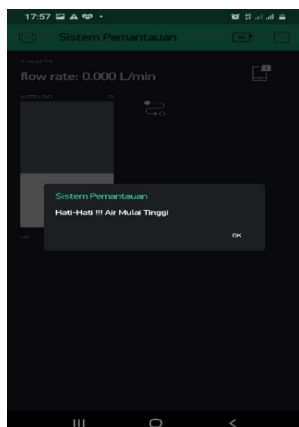 17:57
Sistem Pemantauan
flow rate: 0.000 L/min
Sistem Pemantauan
Hati-Hati !!! Air Mulai Tinggi
OK